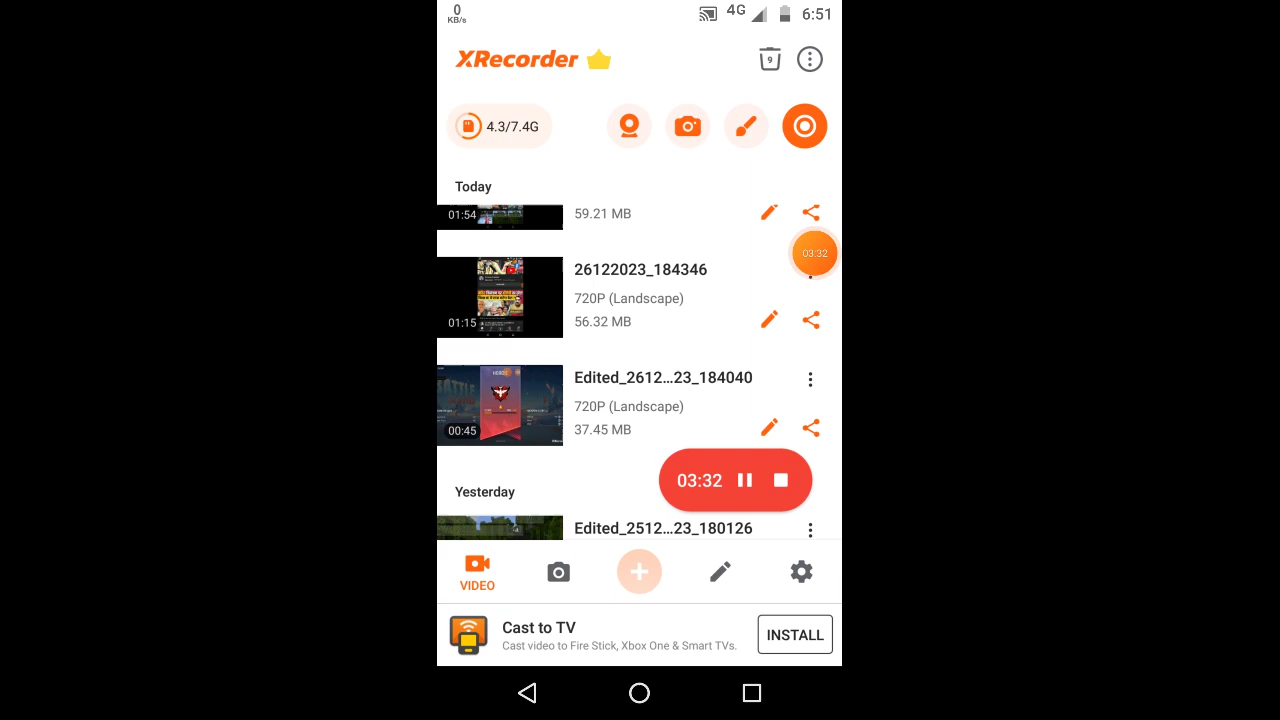 0
KB/s
4G
6:51
XRecorder
9
4.3/7.4G
Today
01:54
59.21 MB
03:32
26122023_184346
720P (Landscape)
01:15
56.32 MB
Edited_2612...23_184040
720P (Landscape)
00:45
37.45 MB
03:32
Yesterday
Edited_2512...23_180126
VIDEO
Cast to TV
INSTALL
Cast video to Fire Stick, Xbox One & Smart TVs.